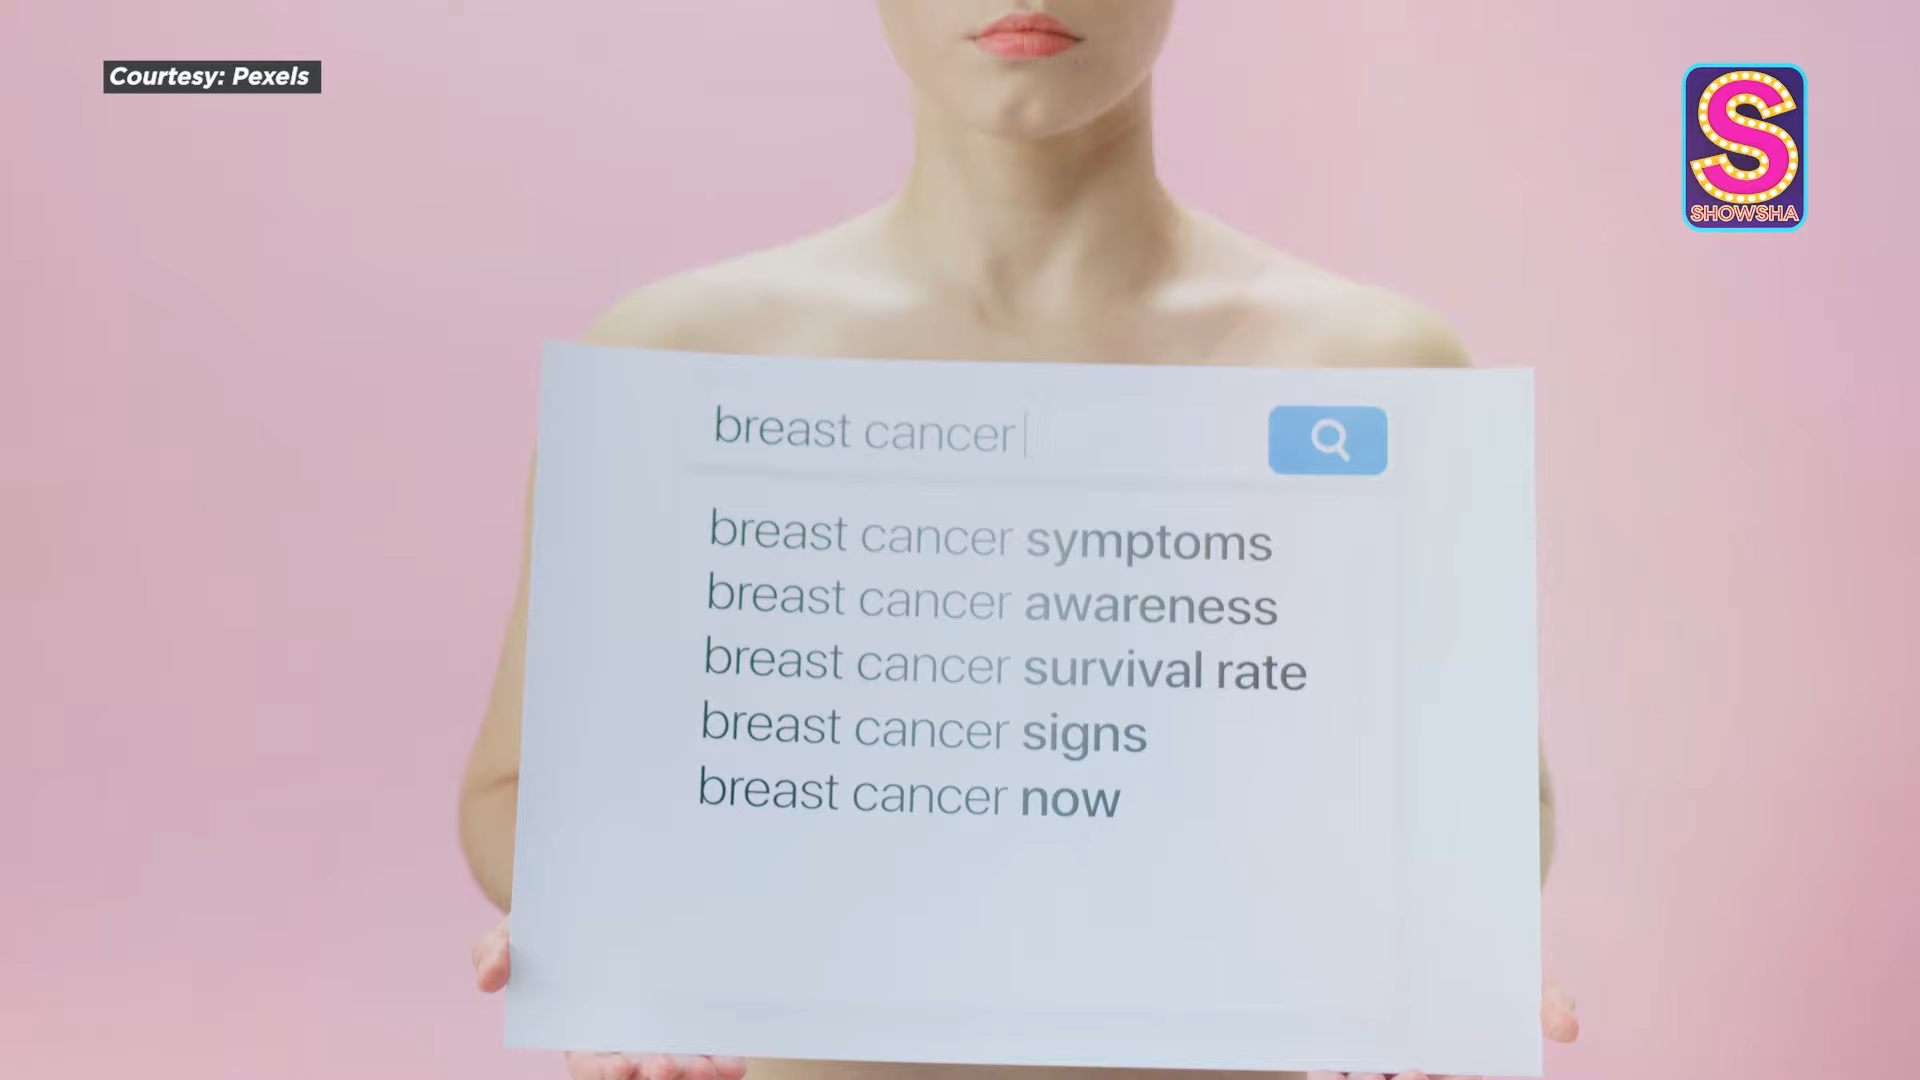 Courtesy: Pexels
S
SHOWSHA
breast cancer
breast cancer symptoms
breast cancer awareness
breast cancer survival rate
breast cancer signs
breast cancer now